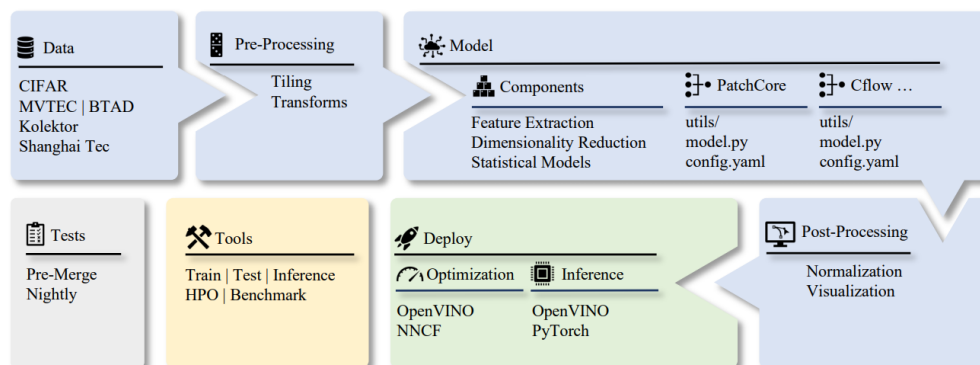 Data
CIFAR
MVTEC | BTAD
Kolektor
Shanghai Tec
Pre-Processing
Tiling
Transforms
Model
Components
Feature Extraction
Dimensionality Reduction
Statistical Models
PatchCore
utils/
model.py
config.yaml
Cflow ...
utils/
model.py
config.yaml
Tests
Pre-Merge
Nightly
Tools
Train | Test | Inference
HPO | Benchmark
Deploy
Optimization
OpenVINO
NNCF
Inference
OpenVINO
PyTorch
Post-Processing
Normalization
Visualization